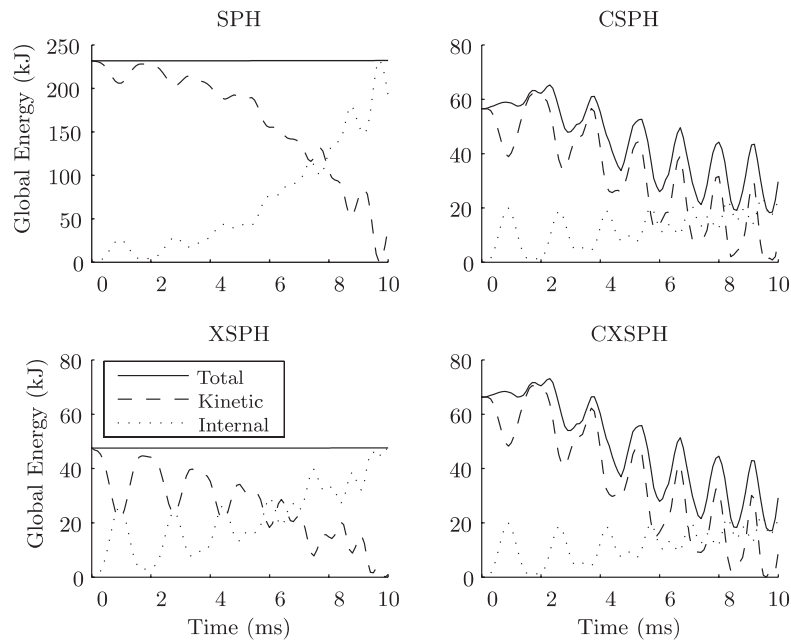 SPH
Global Energy (kJ)
250
200
150
100
50
0
0 2 4 6 8 10
CSPH
80
60
40
20
0
0 2 4 6 8 10
XSPH
Global Energy (kJ)
80
60
40
20
0
Total
Kinetic
Internal
0 2 4 6 8 10
Time (ms)
CXSPH
80
60
40
20
0
0 2 4 6 8 10
Time (ms)